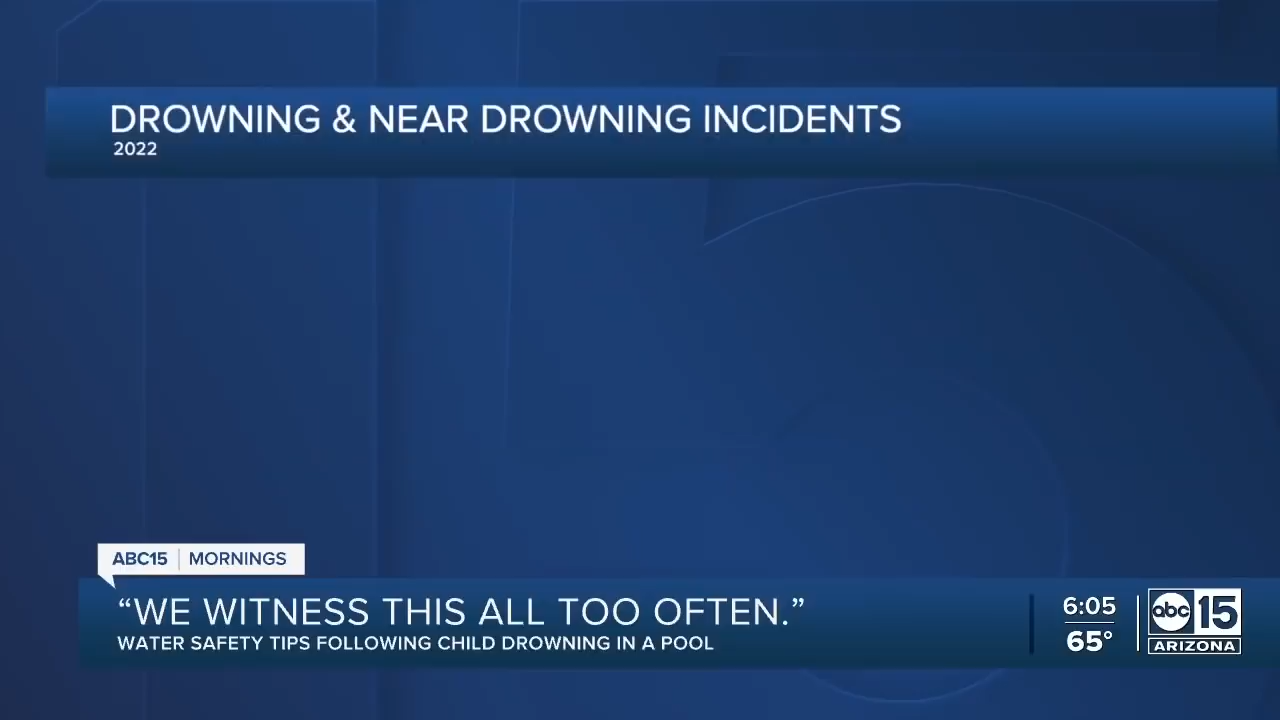 DROWNING & NEAR DROWNING INCIDENTS
2022
ABC15 | MORNINGS
“WE WITNESS THIS ALL TOO OFTEN.”
WATER SAFETY TIPS FOLLOWING CHILD DROWNING IN A POOL
6:05
65°
abc 15
ARIZONA